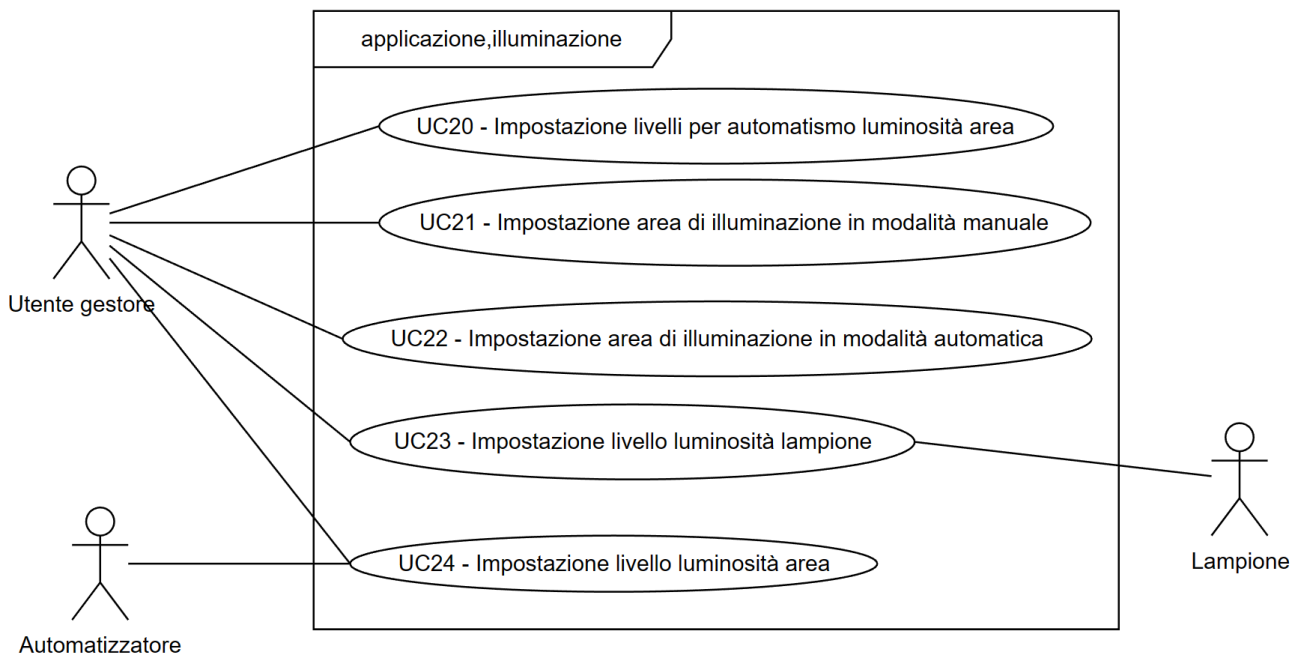 applicazione,illuminazione
UC20 - Impostazione livelli per automatismo luminosità area
UC21 - Impostazione area di illuminazione in modalità manuale
Utente gestore
UC22 - Impostazione area di illuminazione in modalità automatica
UC23 - Impostazione livello luminosità lampione
UC24 - Impostazione livello luminosità area
Lampione
Automatizzatore